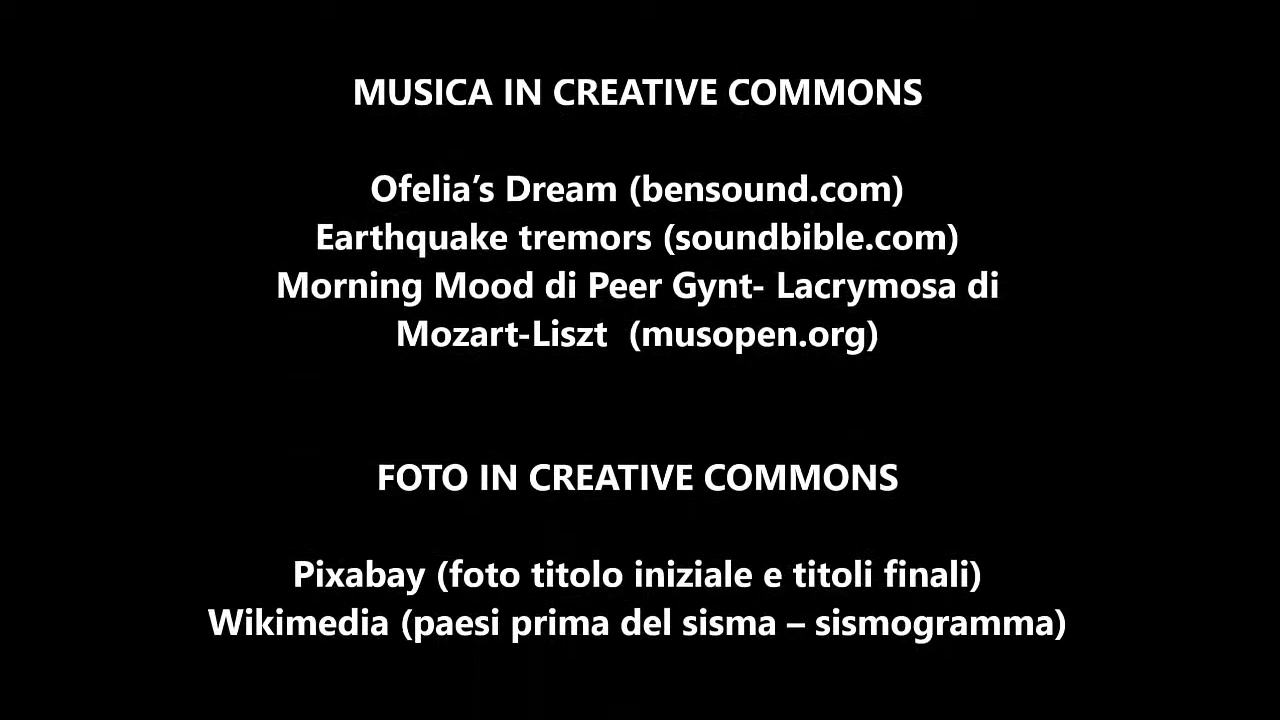 MUSICA IN CREATIVE COMMONS
Ofelia’s Dream (bensound.com)
Earthquake tremors (soundbible.com)
Morning Mood di Peer Gynt- Lacrymosa di
Mozart-Liszt  (musopen.org)
FOTO IN CREATIVE COMMONS
Pixabay (foto titolo iniziale e titoli finali)
Wikimedia (paesi prima del sisma – sismogramma)